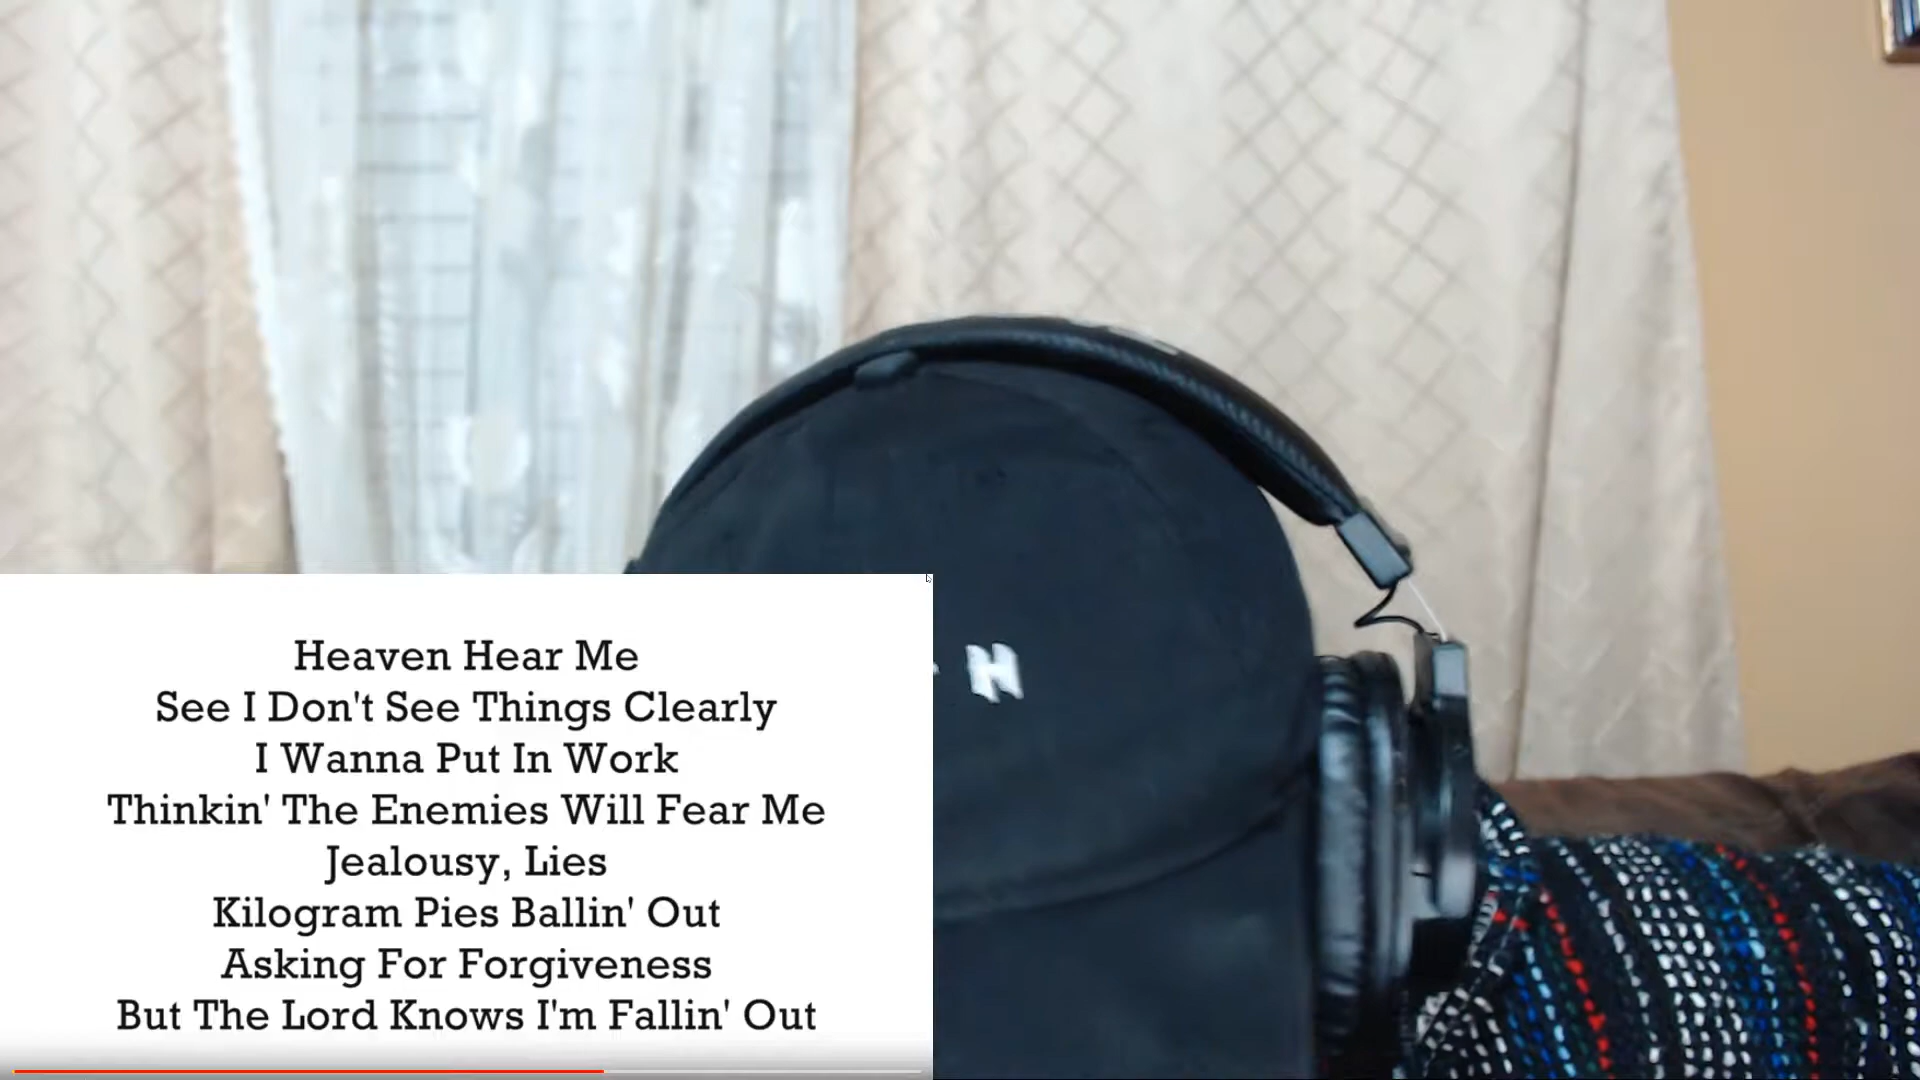 Heaven Hear Me
See I Don't See Things Clearly
I Wanna Put In Work
Thinkin' The Enemies Will Fear Me
Jealousy, Lies
Kilogram Pies Ballin' Out
Asking For Forgiveness
But The Lord Knows I'm Fallin' Out
H